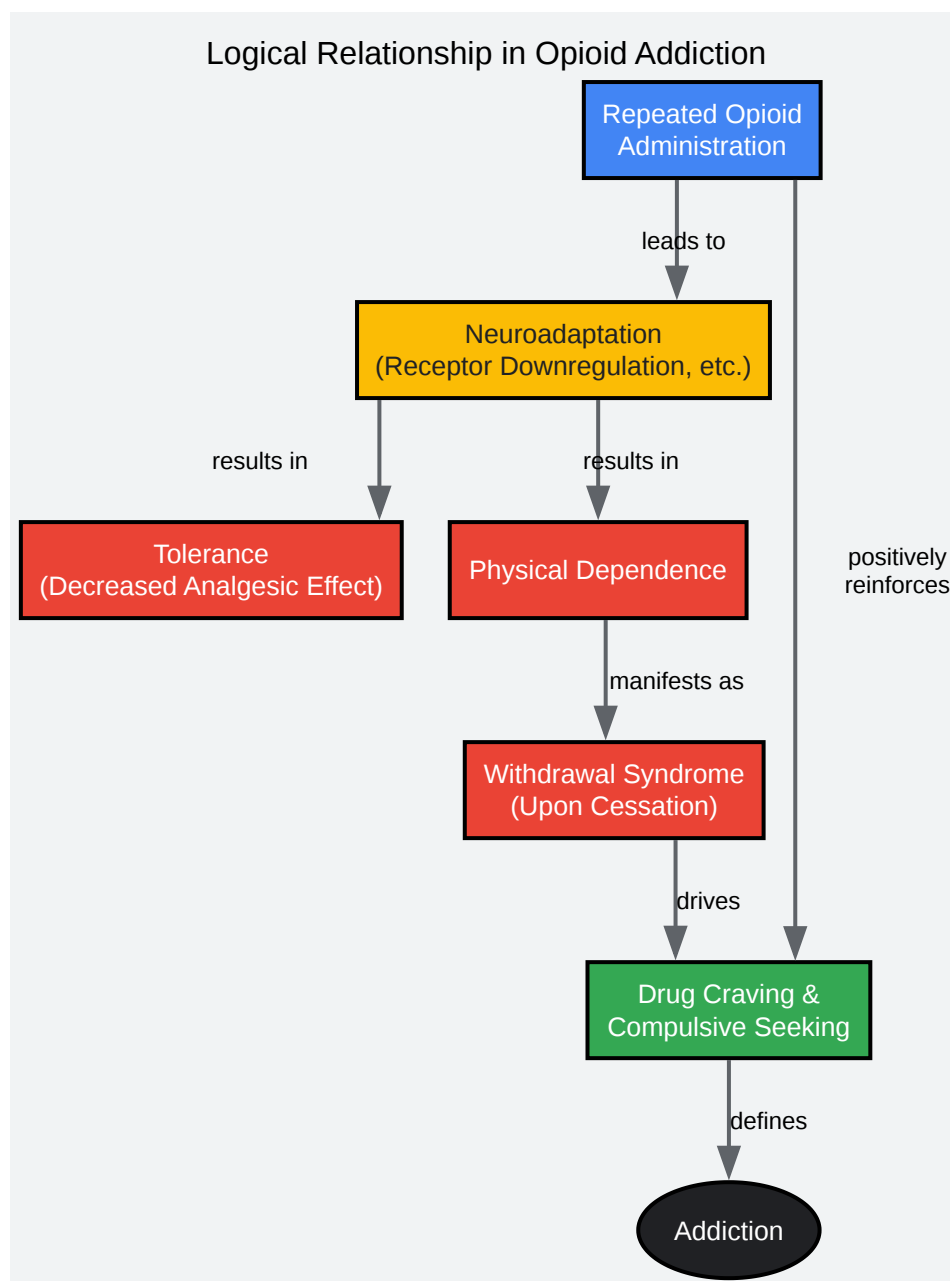 Logical Relationship in Opioid Addiction
Repeated Opioid
Administration
leads to
Neuroadaptation
(Receptor Downregulation, etc.)
results in
results in
Tolerance
(Decreased Analgesic Effect)
Physical Dependence
positively
reinforces
manifests as
Withdrawal Syndrome
(Upon Cessation)
drives
Drug Craving &
Compulsive Seeking
defines
Addiction